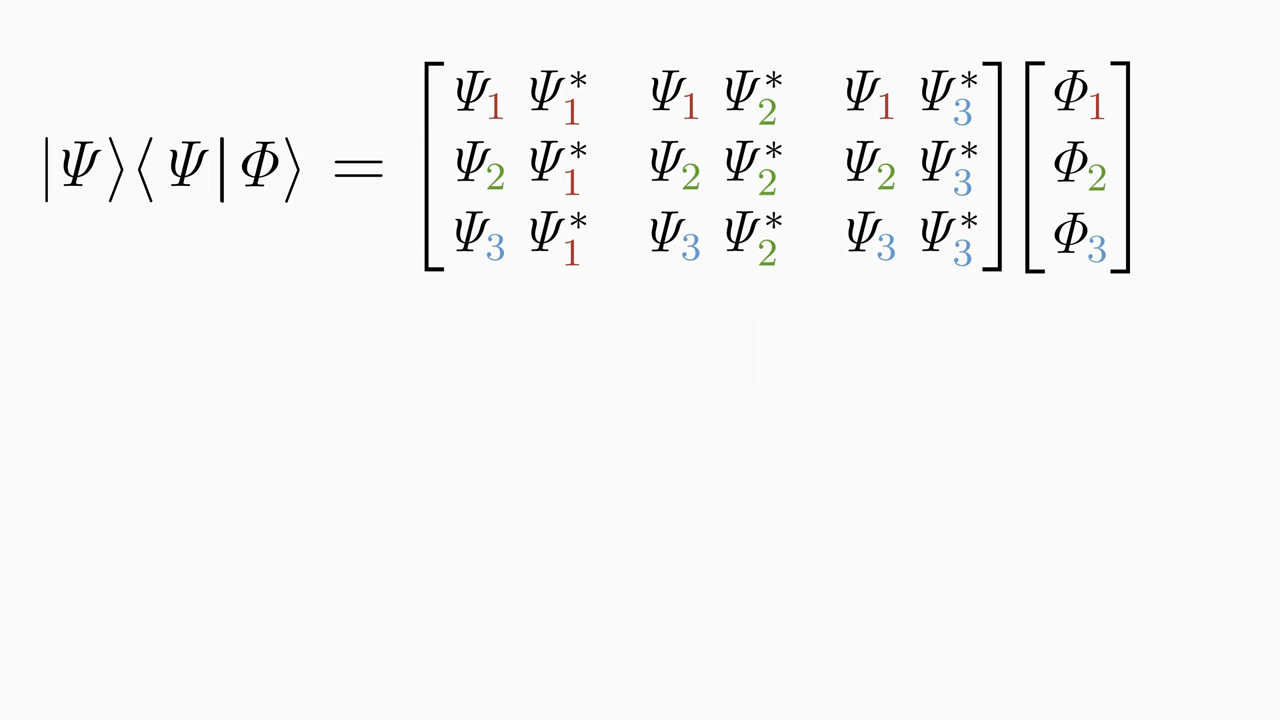 |Ψ⟩⟨Ψ|Φ⟩ = [Ψ₁ Ψ₁* Ψ₁ Ψ₂* Ψ₁ Ψ₃*] [Φ₁]
[Ψ₂ Ψ₁* Ψ₂ Ψ₂* Ψ₂ Ψ₃*] [Φ₂]
[Ψ₃ Ψ₁* Ψ₃ Ψ₂* Ψ₃ Ψ₃*] [Φ₃]